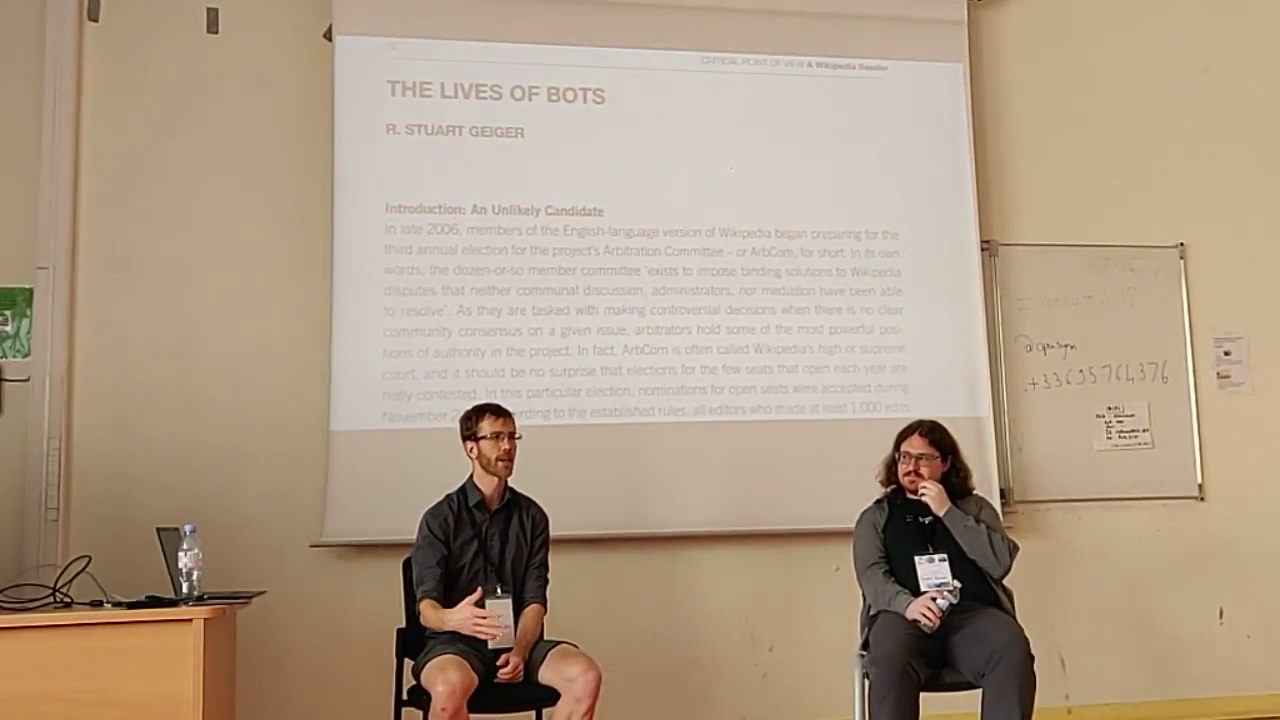 CRITICAL POINT OF VIEW A Wikipedia Reader
THE LIVES OF BOTS
R. STUART GEIGER
Introduction: An Unlikely Candidate
In late 2006, members of the English-language version of Wikipedia began preparing for the
third annual election for the project's Arbitration Committee – or ArbCom, for short. In its own
words, the dozen-or-so member committee 'exists to impose binding solutions to Wikipedia
disputes that neither communal discussion, administrators, nor mediation have been able
to resolve'. As they are tasked with making controversial decisions when there is no clear
community consensus on a given issue, arbitrators hold some of the most powerful posi-
tions of authority in the project. In fact, ArbCom is often called Wikipedia's high or supreme
court, and it should be no surprise that elections for the few seats that open each year are
hotly contested. In this particular election, nominations for open seats were accepted during
November to the established rules, all editors who made at least 1,000 edits
@opensym
+33695764376